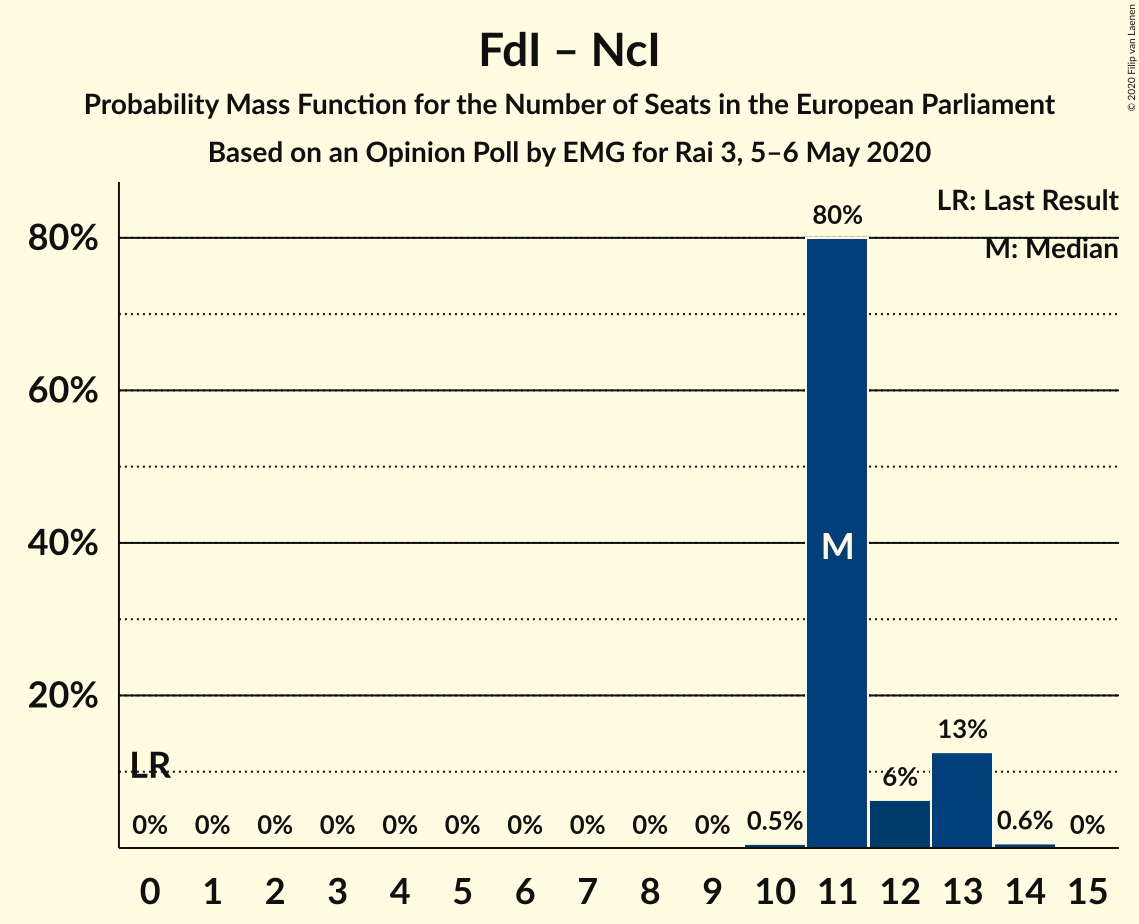 FdI – NcI
Probability Mass Function for the Number of Seats in the European Parliament
Based on an Opinion Poll by EMG for Rai 3, 5–6 May 2020
© 2020 Filip van Laenen
LR: Last Result
M: Median
80%
60%
40%
20%
80%
M
13%
LR
6%
0% 0% 0% 0% 0% 0% 0% 0% 0% 0% 0.5% 0.6% 0%
0 1 2 3 4 5 6 7 8 9 10 11 12 13 14 15